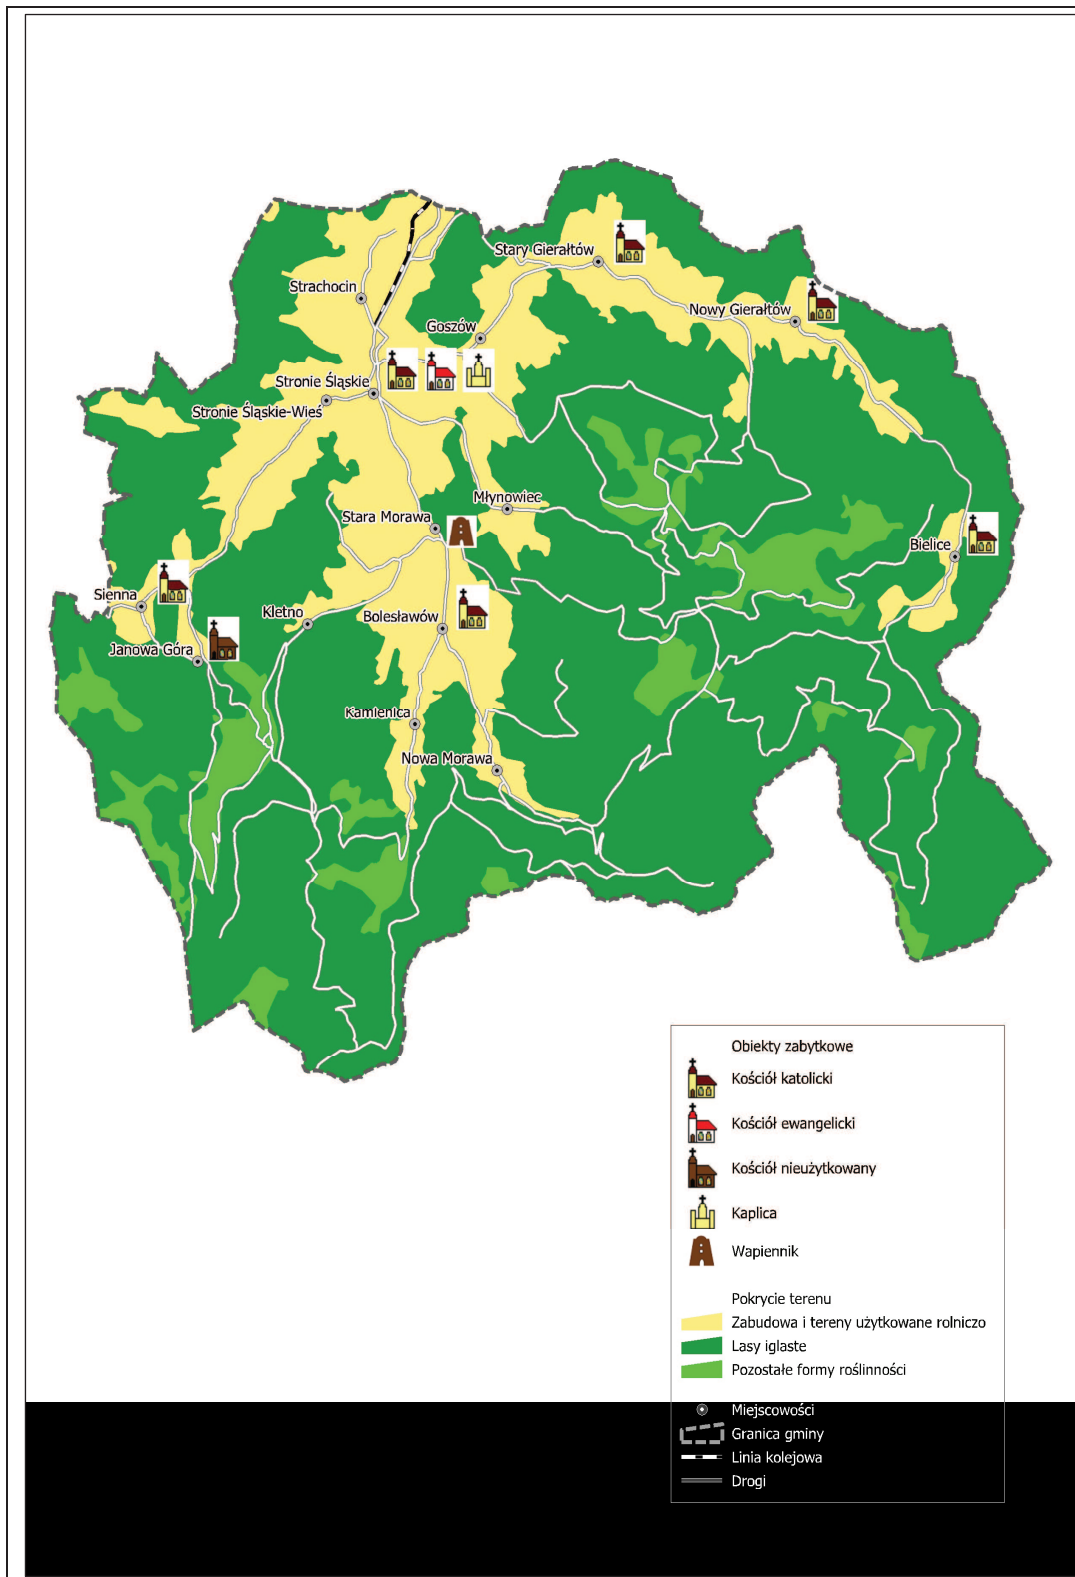 Stary Gierałtów
Strachocin
Nowy Gierałtów
Goszów
Stronie Śląskie
Stronie Śląskie-Wieś
Młynowiec
Stara Morawa
Bielice
Sienna
Kletno
Bolesławów
Janowa Góra
Kamienica
Nowa Morawa
Obiekty zabytkowe
Kościół katolicki
Kościół ewangelicki
Kościół nieużytkowany
Kaplica
Wapiennik
Pokrycie terenu
Zabudowa i tereny użytkowane rolniczo
Lasy iglaste
Pozostałe formy roślinności
Miejscowości
Granica gminy
Linia kolejowa
Drogi